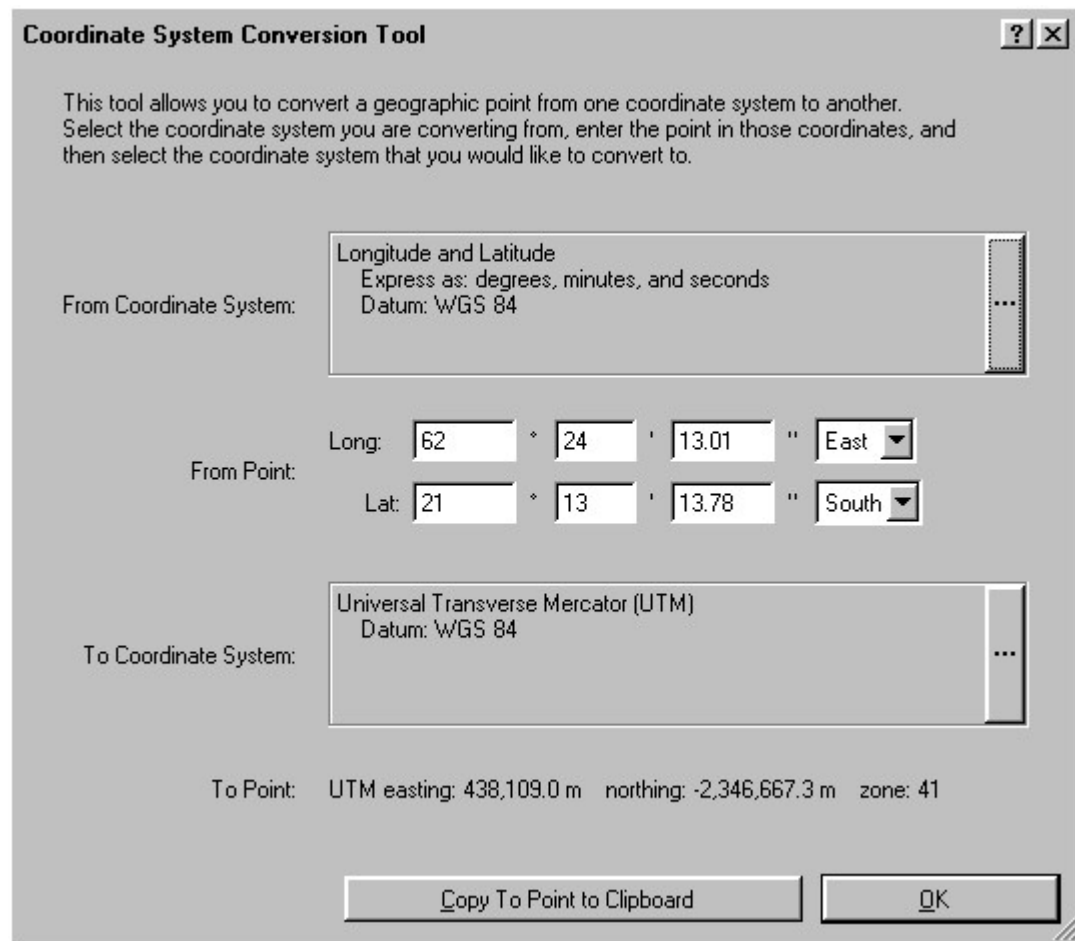 Coordinate System Conversion Tool
This tool allows you to convert a geographic point from one coordinate system to another.
Select the coordinate system you are converting from, enter the point in those coordinates, and
then select the coordinate system that you would like to convert to.
From Coordinate System:
Longitude and Latitude
Express as: degrees, minutes, and seconds
Datum: WGS 84
...
From Point:
Long: 62 ° 24 ' 13.01 " East
Lat: 21 ° 13 ' 13.78 " South
To Coordinate System:
Universal Transverse Mercator (UTM)
Datum: WGS 84
...
To Point: UTM easting: 438,109.0 m northing: -2,346,667.3 m zone: 41
Copy To Point to Clipboard OK